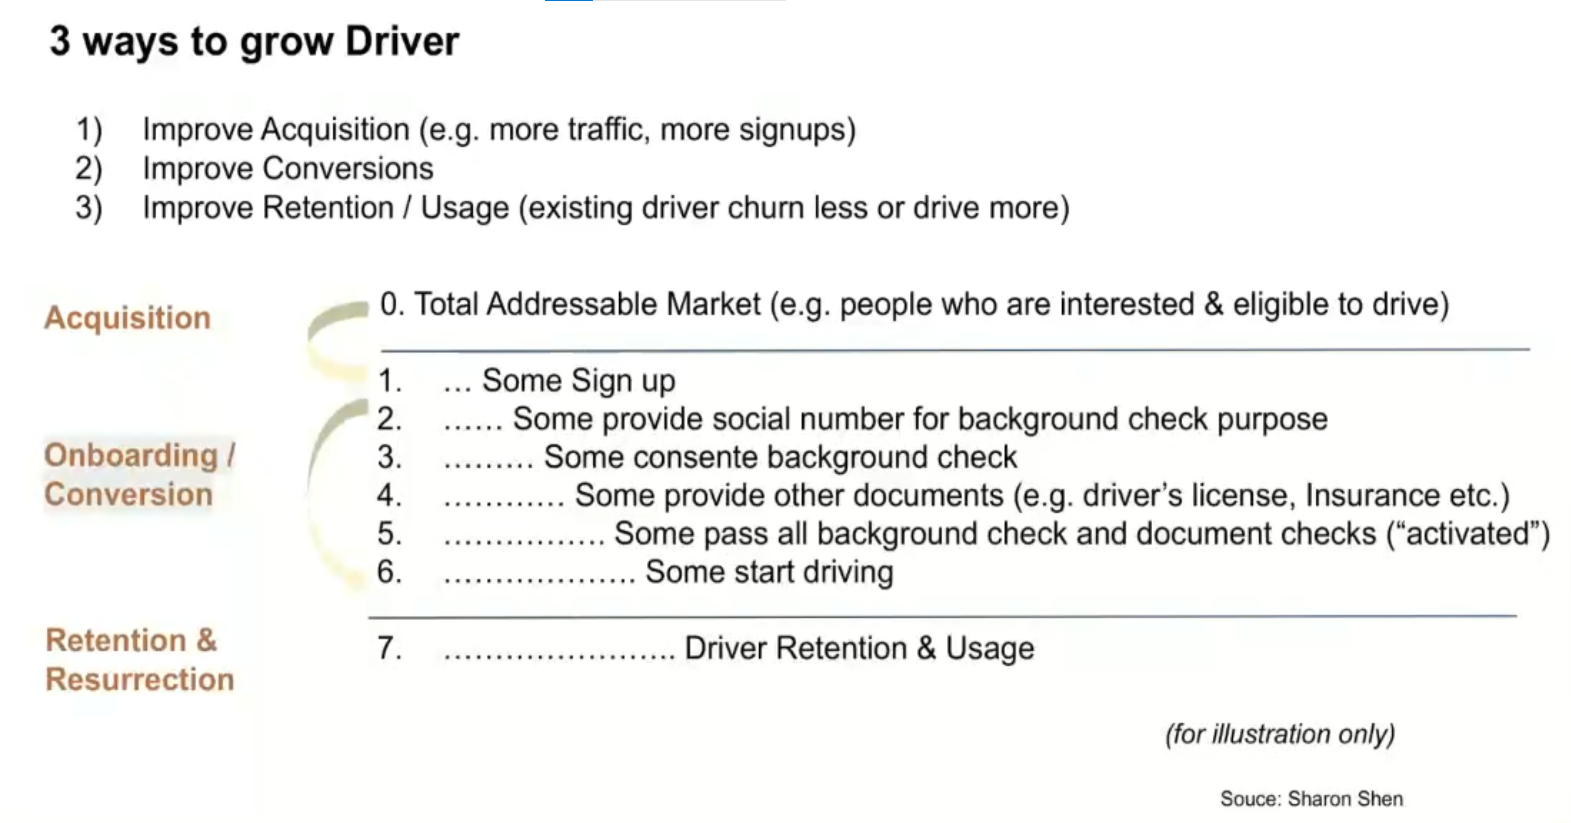 3 ways to grow Driver
1) Improve Acquisition (e.g. more traffic, more signups)
2) Improve Conversions
3) Improve Retention / Usage (existing driver churn less or drive more)
Acquisition
0. Total Addressable Market (e.g. people who are interested & eligible to drive)
1. ... Some Sign up
2. ...... Some provide social number for background check purpose
Onboarding /
Conversion
3. ......... Some consente background check
4. ............ Some provide other documents (e.g. driver's license, Insurance etc.)
5. ................ Some pass all background check and document checks (“activated”)
6. ................... Some start driving
Retention &
Resurrection
7. ....................... Driver Retention & Usage
(for illustration only)
Souce: Sharon Shen